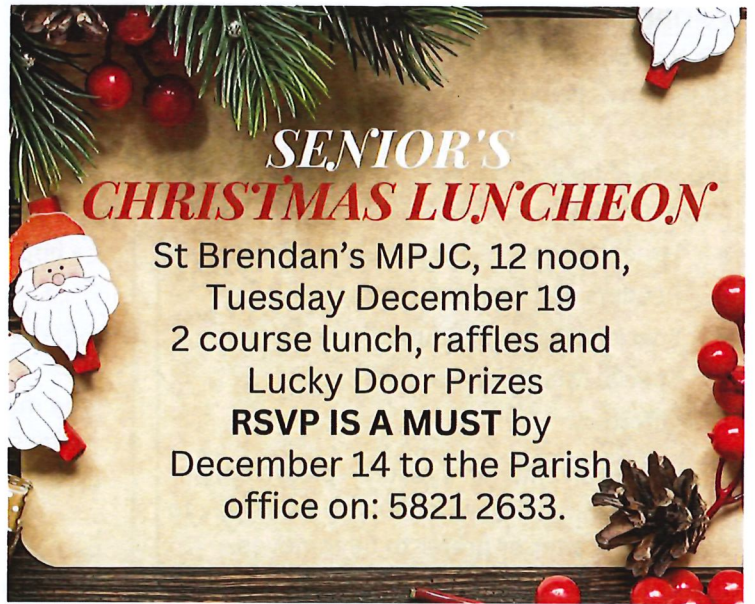 SENIOR'S
CHRISTMAS LUNCHEON
St Brendan's MPJC, 12 noon,
Tuesday December 19
2 course lunch, raffles and
Lucky Door Prizes
RSVP IS A MUST by
December 14 to the Parish
office on: 5821 2633.